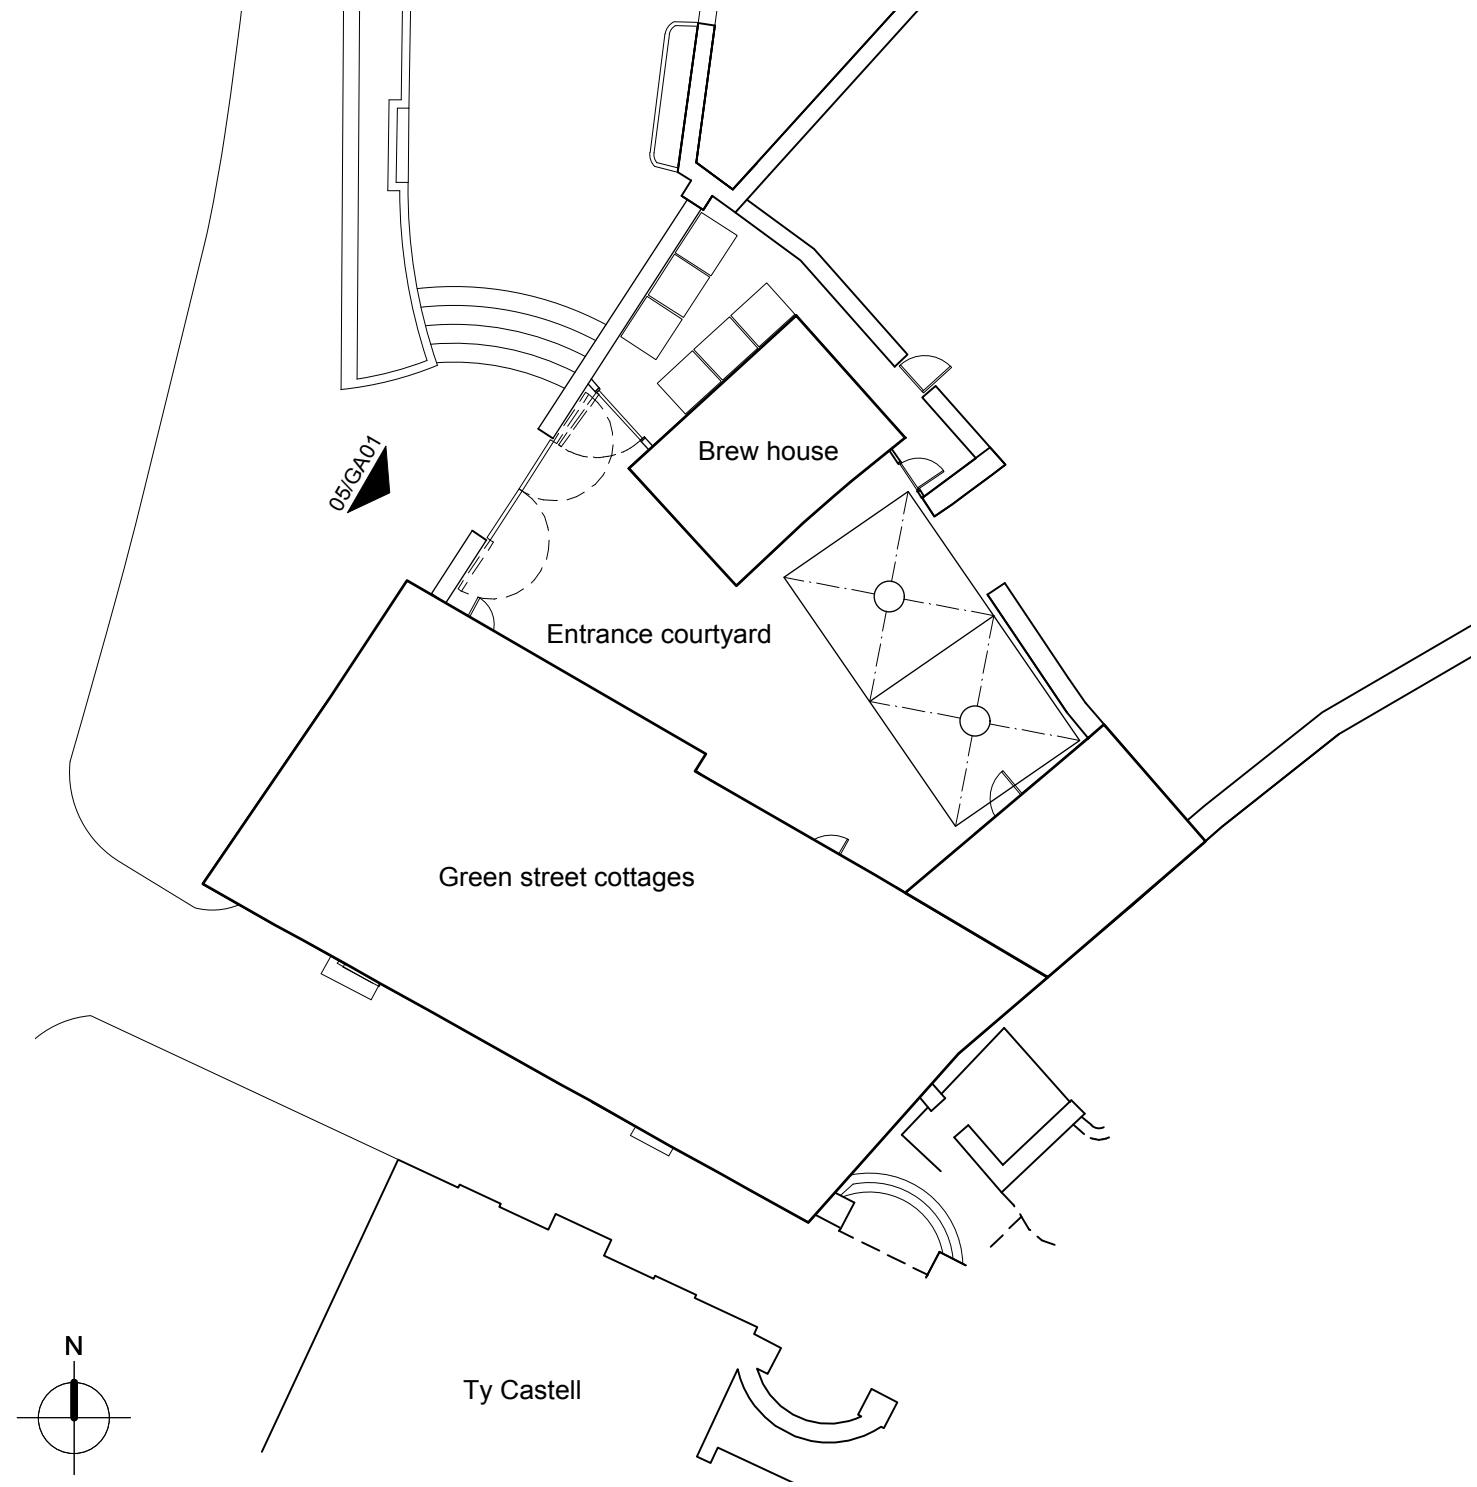 Brew house
05/GA01
Entrance courtyard
Green street cottages
N
Ty Castell